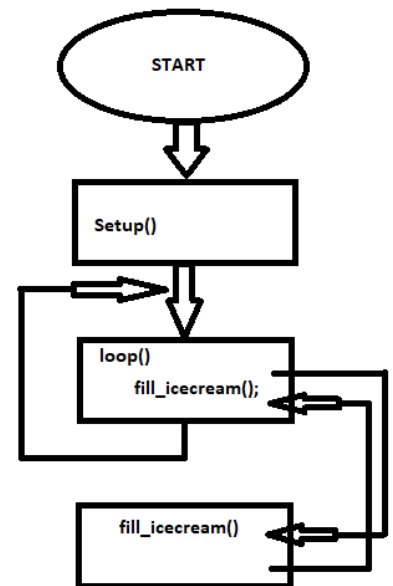 START
Setup()
loop()
fill_icecream();
fill_icecream()